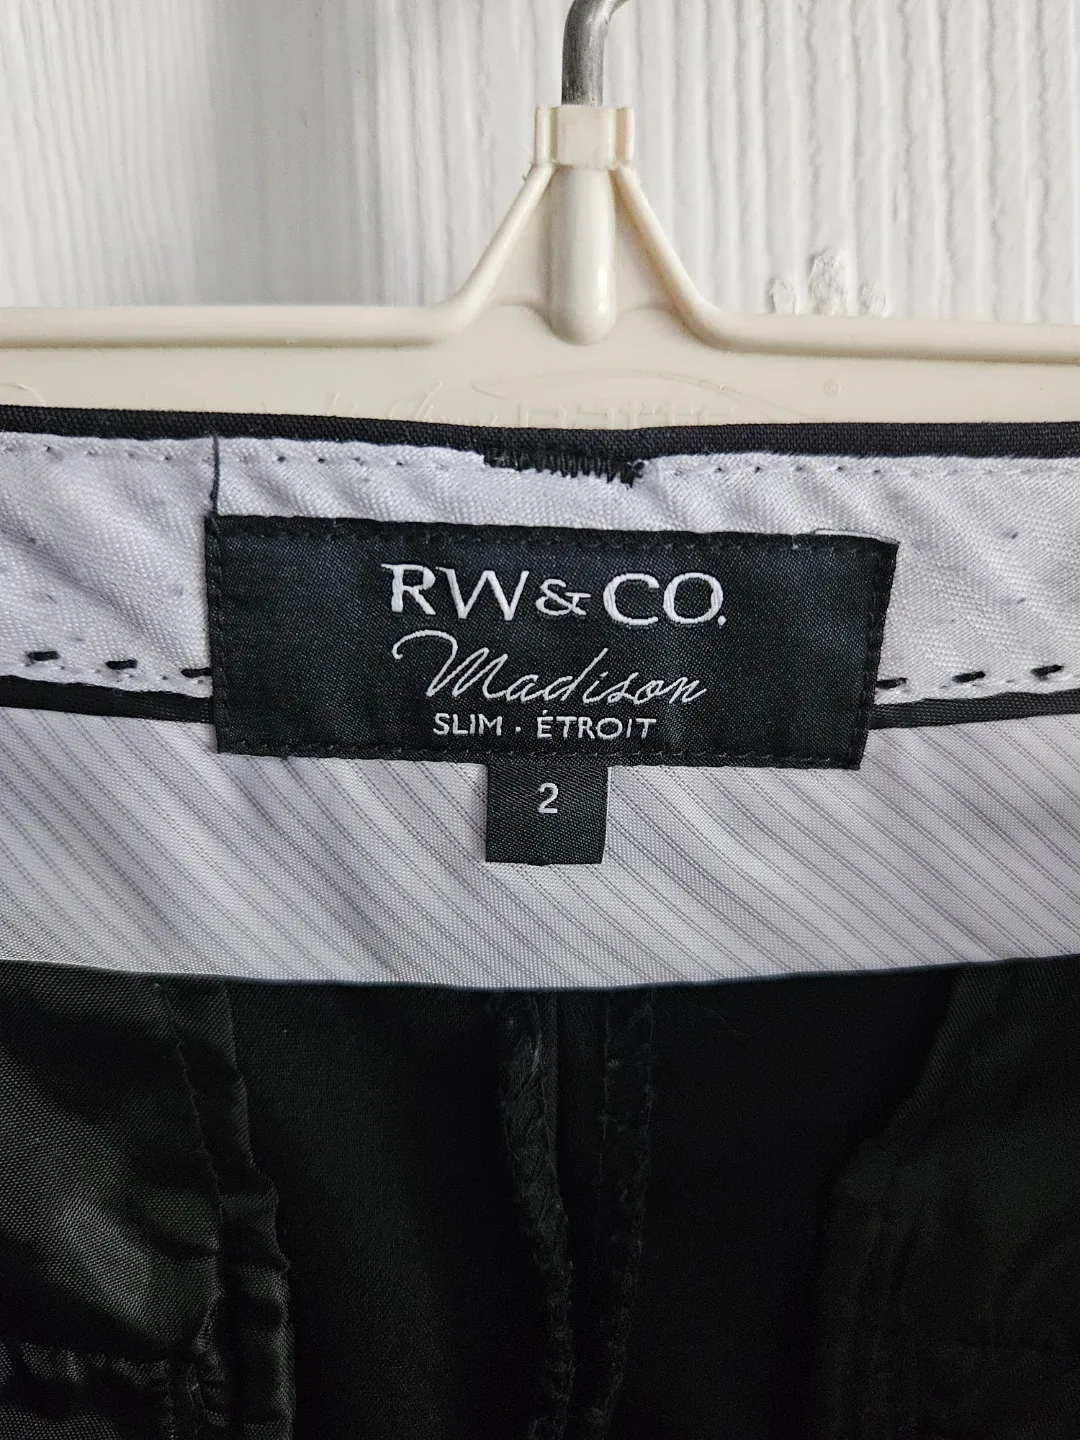 RW & CO.
Madison
SLIM · ÉTROIT
2